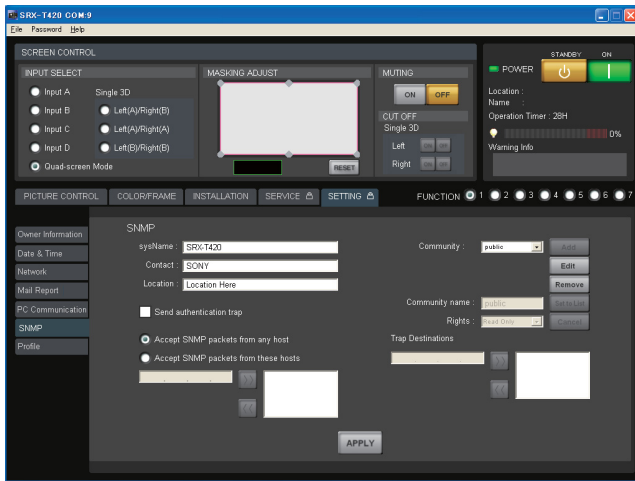 SRX-T420 COM:9
File Password Help
SCREEN CONTROL
INPUT SELECT
Input A
Input B
Input C
Input D
Quad-screen Mode
Single 3D
Left(A)/Right(B)
Left(A)/Right(A)
Left(B)/Right(B)
MASKING ADJUST
RESET
MUTING
ON OFF
CUT OFF
Single 3D
Left
Right
STANDBY ON
POWER
Location :
Name :
Operation Timer : 28H
0%
Warning Info
PICTURE CONTROL COLOR/FRAME INSTALLATION SERVICE SETTING FUNCTION 1 2 3 4 5 6 7
Owner Information
Date & Time
Network
Mail Report
PC Communication
SNMP
Profile
SNMP
sysName : SRX-T420
Contact : SONY
Location : Location Here
Send authentication trap
Accept SNMP packets from any host
Accept SNMP packets from these hosts
Community : public Add
Edit
Remove
Community name : public Set to List
Rights : Read Only Cancel
Trap Destinations
APPLY